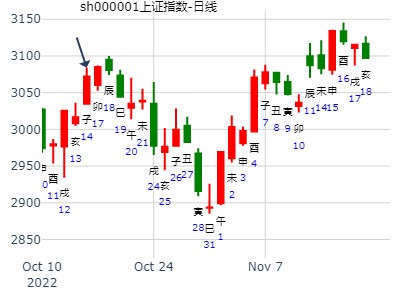 sh000001上证指数-日线
3150
3100
3050
3000
2950
2900
2850
0
酉
11
戌
12
亥
13
子
14
卯
17
辰
18
巳
19
午
20
未
21
戌
24
亥
25
子
26
丑
27
寅
28
巳
31
午
1
未
2
申
3
酉
4
子
7
丑
8
寅
9
卯
10
辰
11
未
14
申
15
酉
16
戌
17
亥
18
Oct 10
2022
Oct 24
Nov 7